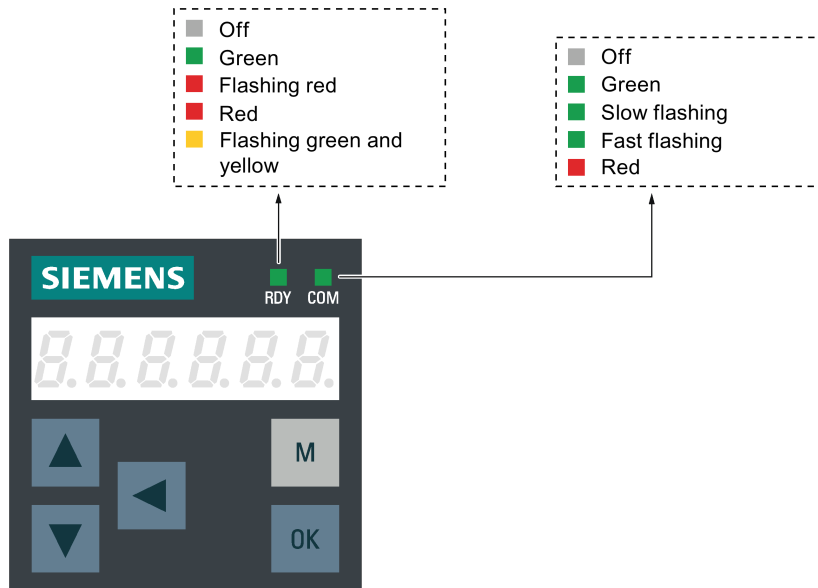 Off
Green
Flashing red
Red
Flashing green and
yellow
Off
Green
Slow flashing
Fast flashing
Red
SIEMENS
RDY COM
8.8.8.8.8.8.
M
OK